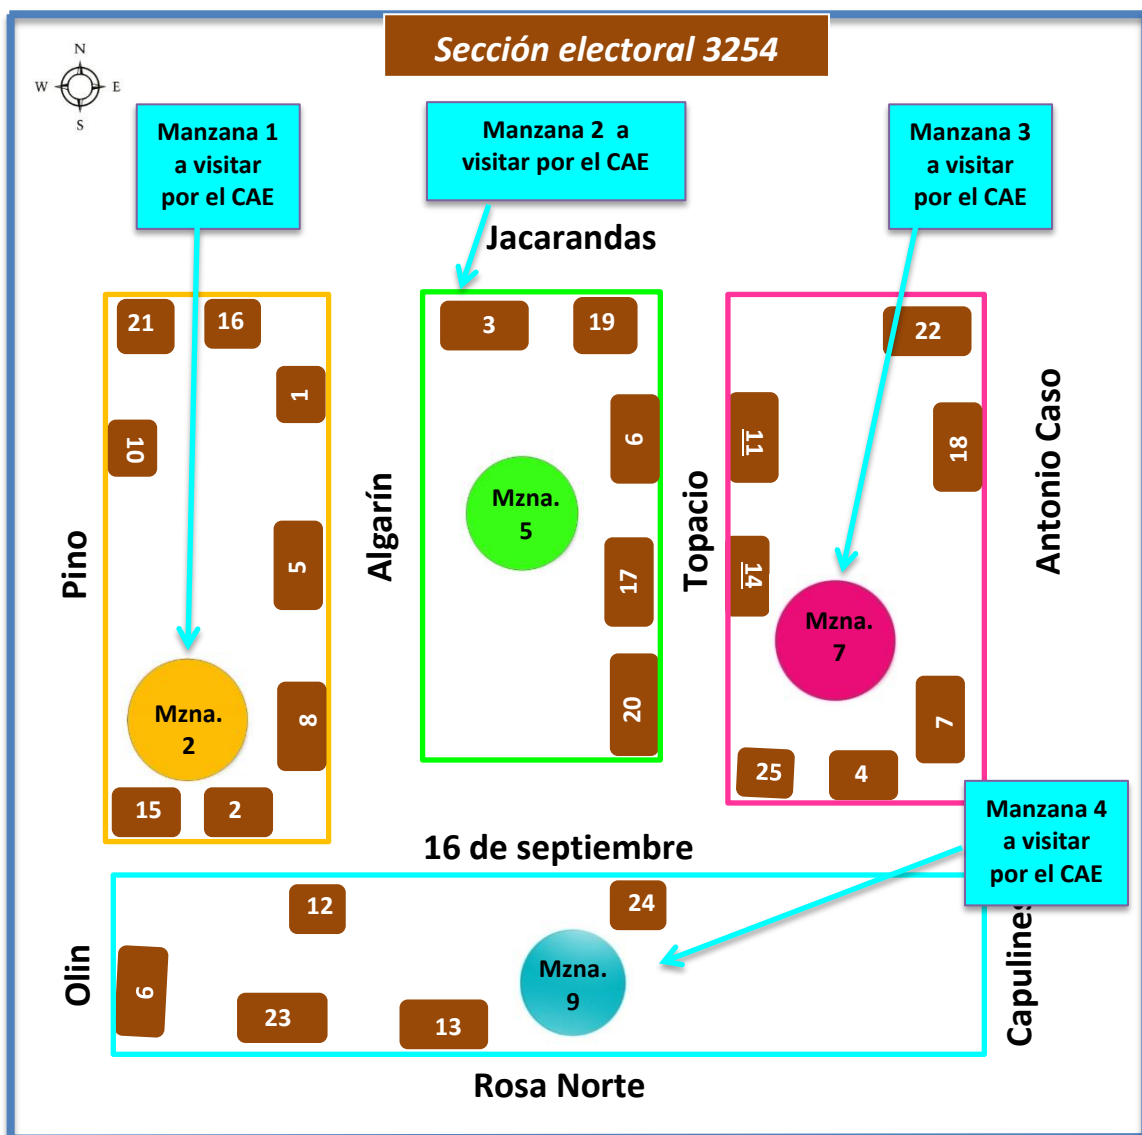 Sección electoral 3254
N
W E
S
Manzana 1
a visitar
por el CAE
Manzana 2 a
visitar por el CAE
Manzana 3
a visitar
por el CAE
Jacarandas
21
16
1
10
5
8
15
2
Mzna.
2
Pino
Algarín
3
19
6
17
20
Mzna.
5
Topacio
22
11
18
14
7
25
4
Mzna.
7
Antonio Caso
Manzana 4
a visitar
por el CAE
16 de septiembre
Olin
12
24
9
23
13
Mzna.
9
Capulines
Rosa Norte